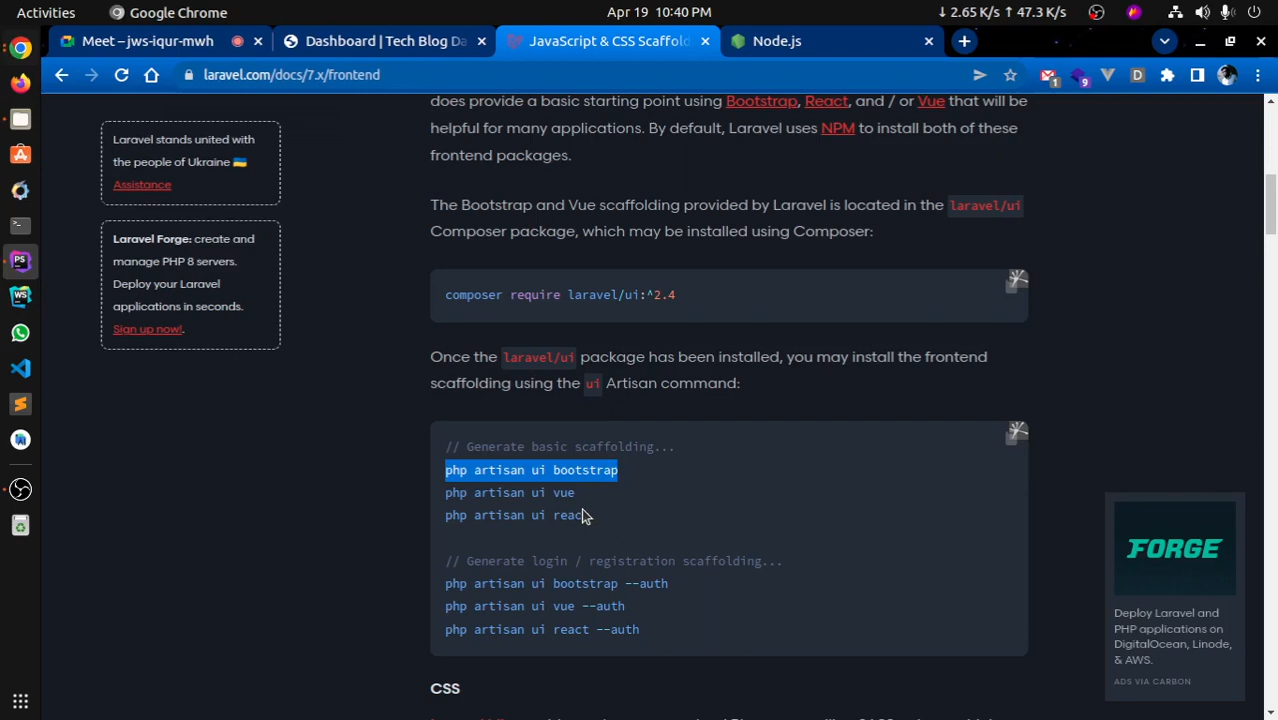 Activities
Google Chrome
Apr 19 10:40 PM
↓ 2.65 K/s ↑ 47.3 K/s
Meet – jws-iqur-mwh
Dashboard | Tech Blog Da
JavaScript & CSS Scaffold
Node.js
laravel.com/docs/7.x/frontend
1
9
does provide a basic starting point using Bootstrap, React, and / or Vue that will be
helpful for many applications. By default, Laravel uses NPM to install both of these
frontend packages.
Laravel stands united with
the people of Ukraine 🇺🇦
Assistance
Laravel Forge: create and
manage PHP 8 servers.
Deploy your Laravel
applications in seconds.
Sign up now!.
The Bootstrap and Vue scaffolding provided by Laravel is located in the laravel/ui
Composer package, which may be installed using Composer:
composer require laravel/ui:^2.4
Once the laravel/ui package has been installed, you may install the frontend
scaffolding using the ui Artisan command:
// Generate basic scaffolding...
php artisan ui bootstrap
php artisan ui vue
php artisan ui reac
// Generate login / registration scaffolding...
php artisan ui bootstrap --auth
php artisan ui vue --auth
php artisan ui react --auth
CSS
FORGE
Deploy Laravel and
PHP applications on
DigitalOcean, Linode,
& AWS.
ADS VIA CARBON
PS
WS